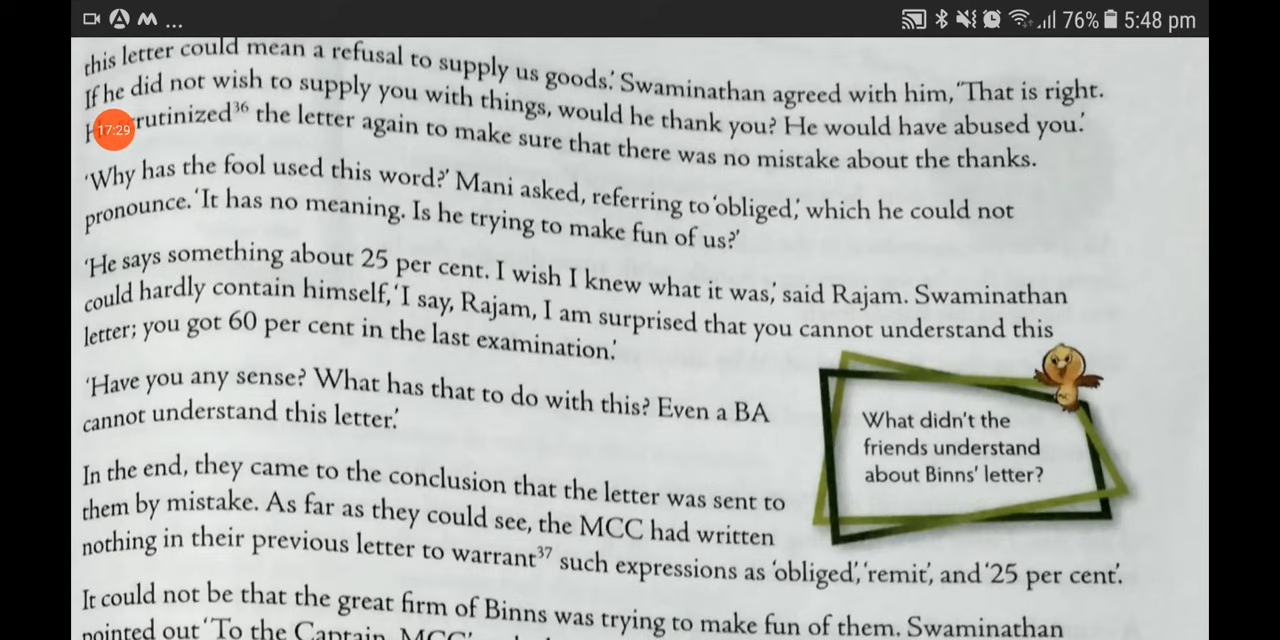 76% 5:48 pm
this letter could mean a refusal to supply us goods.' Swaminathan agreed with him, 'That is right.
If he did not wish to supply you with things, would he thank you? He would have abused you.'
17:29
rutinized³⁶ the letter again to make sure that there was no mistake about the thanks.
'Why has the fool used this word?' Mani asked, referring to 'obliged,' which he could not
pronounce. 'It has no meaning. Is he trying to make fun of us?'
'He says something about 25 per cent. I wish I knew what it was,' said Rajam. Swaminathan
could hardly contain himself, 'I say, Rajam, I am surprised that you cannot understand this
letter; you got 60 per cent in the last examination.'
'Have you any sense? What has that to do with this? Even a BA
cannot understand this letter.'
What didn't the
friends understand
about Binns' letter?
In the end, they came to the conclusion that the letter was sent to
them by mistake. As far as they could see, the MCC had written
nothing in their previous letter to warrant³⁷ such expressions as 'obliged', 'remit', and '25 per cent'.
It could not be that the great firm of Binns was trying to make fun of them. Swaminathan
pointed out 'To the Captain, MCC'